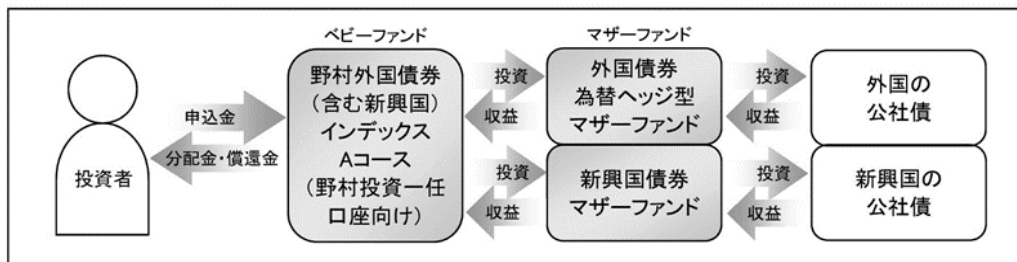 ベビーファンド
マザーファンド
投資者
申込金
分配金・償還金
野村外国債券
(含む新興国)
インデックス
Aコース
(野村投資一任
口座向け)
投資
収益
投資
収益
外国債券
為替ヘッジ型
マザーファンド
新興国債券
マザーファンド
投資
収益
投資
収益
外国の
公社債
新興国の
公社債